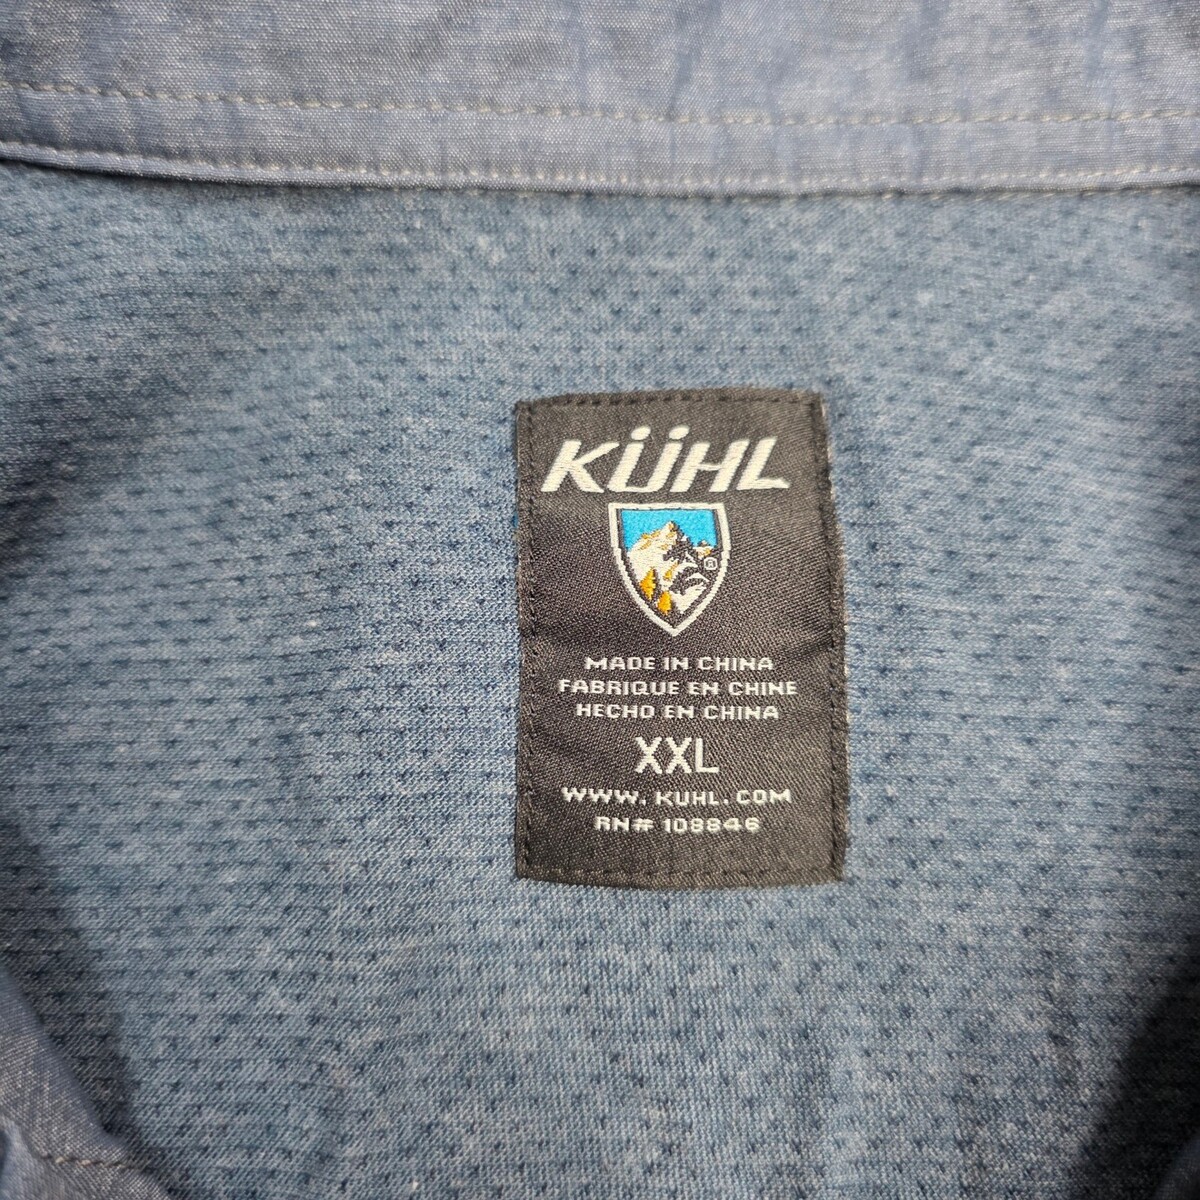 KÜHL
®
MADE IN CHINA
FABRIQUE EN CHINE
HECHO EN CHINA
XXL
WWW.KUHL.COM
RN# 108846